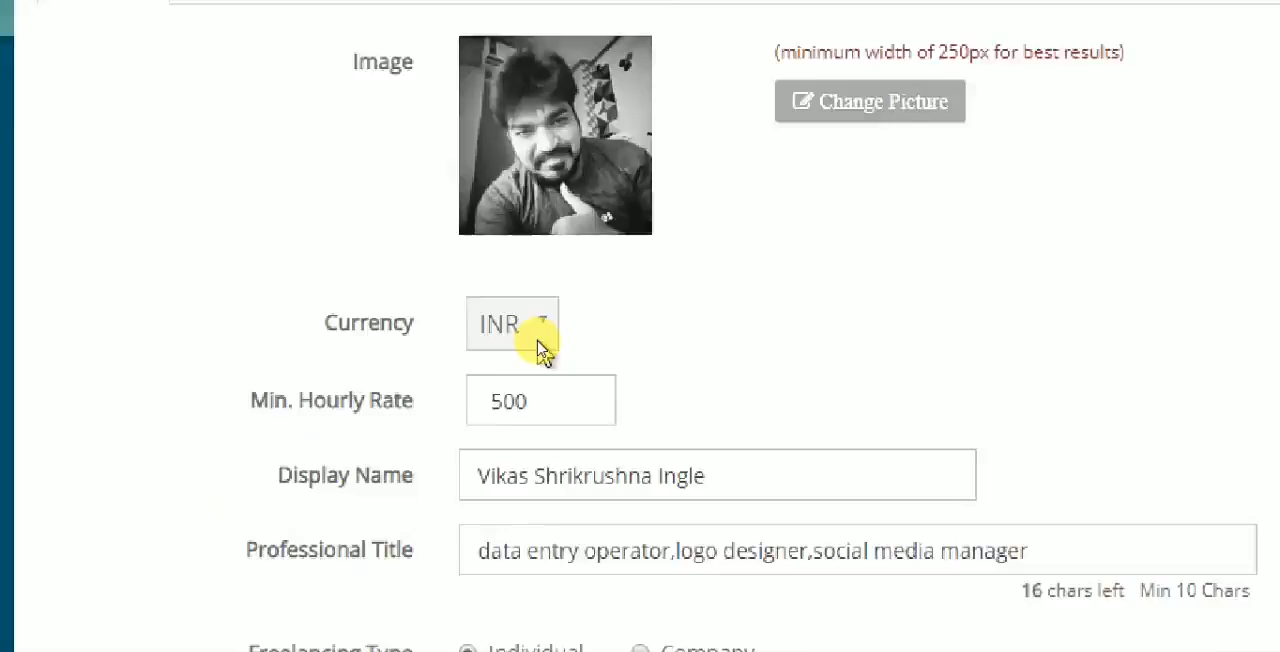 Image
(minimum width of 250px for best results)
Change Picture
Currency INR
Min. Hourly Rate 500
Display Name Vikas Shrikrushna Ingle
Professional Title data entry operator,logo designer,social media manager
16 chars left Min 10 Chars
Freelancing Type Individual Company